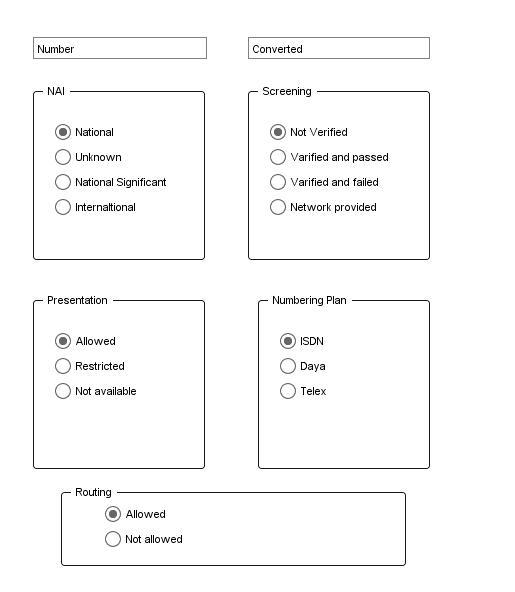 Number
Converted
NAI
National
Unknown
National Significant
Internaltional
Screening
Not Verified
Varified and passed
Varified and failed
Network provided
Presentation
Allowed
Restricted
Not available
Numbering Plan
ISDN
Daya
Telex
Routing
Allowed
Not allowed